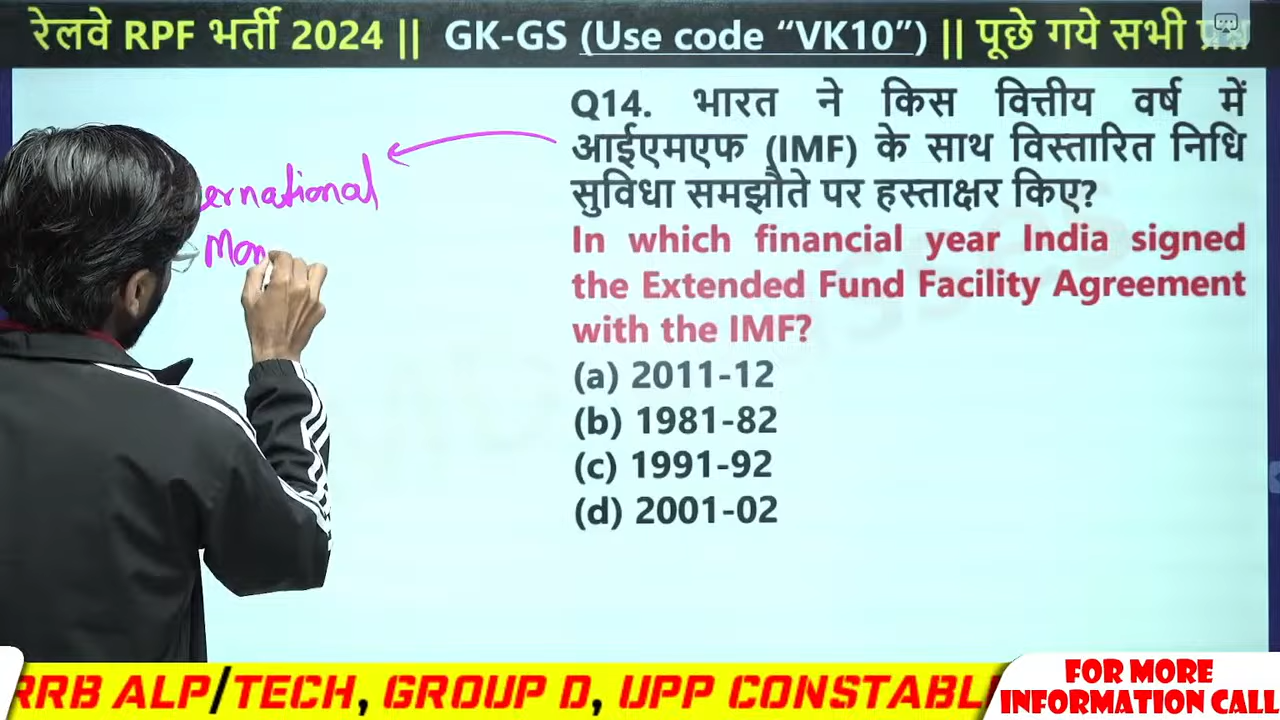 रेलवे RPF भर्ती 2024 || GK-GS (Use code “VK10”) || पूछे गये सभी प्रश्न
Q14. भारत ने किस वित्तीय वर्ष में
आईएमएफ (IMF) के साथ विस्तारित निधि
सुविधा समझौते पर हस्ताक्षर किए?
In which financial year India signed
the Extended Fund Facility Agreement
with the IMF?
(a) 2011-12
(b) 1981-82
(c) 1991-92
(d) 2001-02
ernational
Mon
RRB ALP/TECH, GROUP D, UPP CONSTABL
FOR MORE
INFORMATION CALL